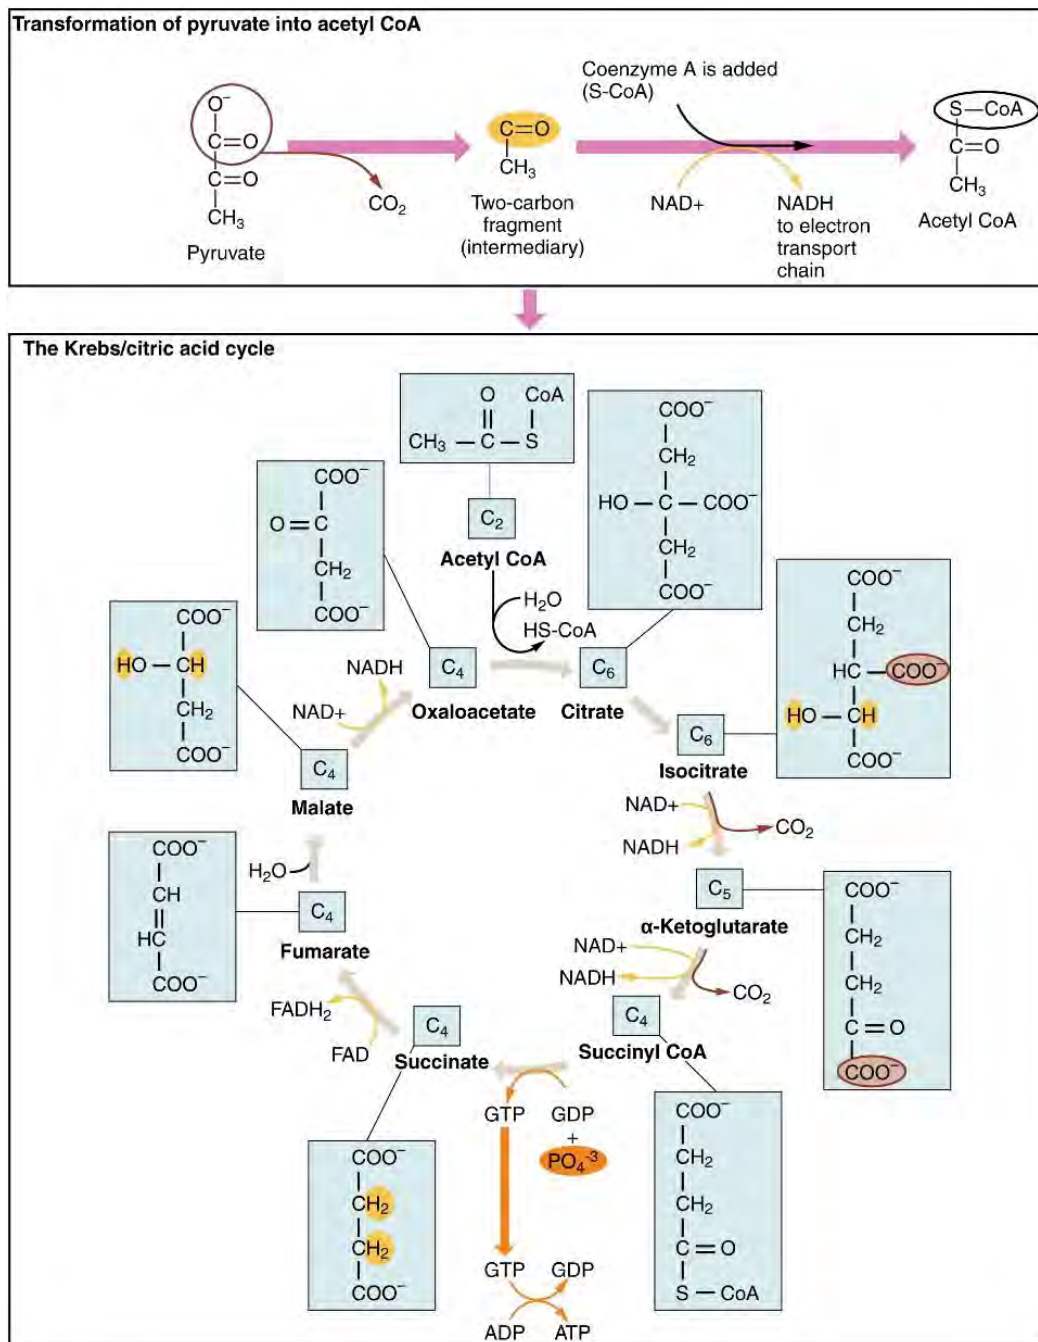 Transformation of pyruvate into acetyl CoA
O⁻
C=O
C=O
CH₃
Pyruvate
CO₂
C=O
CH₃
Two-carbon
fragment
(intermediary)
Coenzyme A is added
(S-CoA)
NAD+
NADH
to electron
transport
chain
S—CoA
C=O
CH₃
Acetyl CoA
The Krebs/citric acid cycle
O CoA
CH₃ — C — S
C₂
Acetyl CoA
H₂O
HS-CoA
COO⁻
O=C
CH₂
COO⁻
C₄
Oxaloacetate
COO⁻
CH₂
HO — C — COO⁻
CH₂
COO⁻
C₆
Citrate
COO⁻
CH₂
HC — COO⁻
HO — CH
COO⁻
C₆
Isocitrate
NAD+
NADH
CO₂
COO⁻
CH₂
CH₂
C=O
COO⁻
C₅
α-Ketoglutarate
NAD+
NADH
CO₂
C₄
Succinyl CoA
COO⁻
CH₂
CH₂
C=O
S — CoA
GTP GDP
+
PO₄⁻³
GTP GDP
ADP ATP
C₄
Succinate
COO⁻
CH₂
CH₂
COO⁻
FADH₂
FAD
C₄
Fumarate
COO⁻
CH
HC
COO⁻
H₂O
C₄
Malate
COO⁻
HO — CH
CH₂
COO⁻
NAD+
NADH